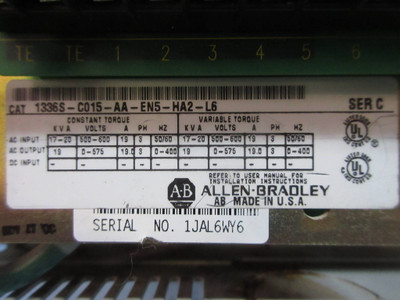 TE TE 1 2 3 4 5 6
CAT 1336S-C015-AA-EN5-HA2-L6 SER C
CONSTANT TORQUE VARIABLE TORQUE
KVA VOLTS A PH HZ KVA VOLTS A PH HZ
AC INPUT 17-20 500-600 19 3 50/60 17-20 500-600 19 3 50/60
AC OUTPUT 19 0-575 19.0 3 0-400 19 0-575 19.0 3 0-400
DC INPUT - - - - - -
REFER TO USER MANUAL FOR
INSTALLATION INSTRUCTIONS
A-B ALLEN-BRADLEY
AB MADE IN U.S.A.
UL
UL
SERIAL NO. 1JAL6WY6